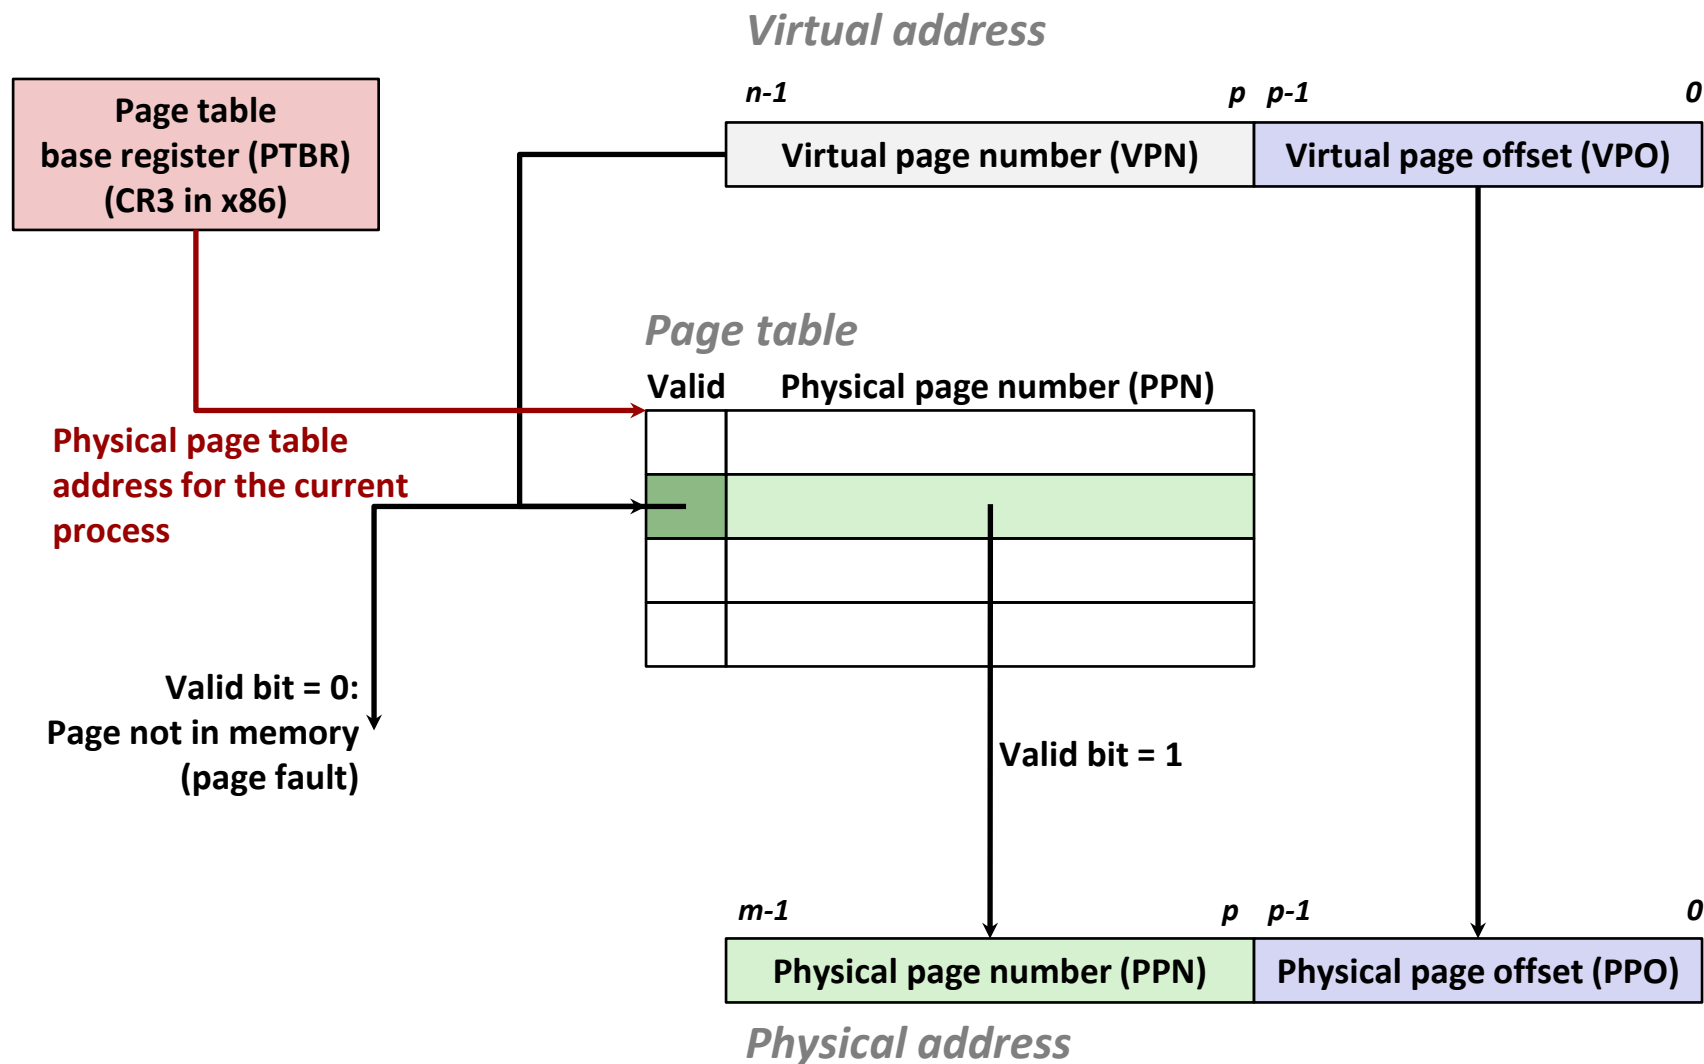 Virtual address
Page table
base register (PTBR)
(CR3 in x86)
n-1
p
p-1
0
Virtual page number (VPN)
Virtual page offset (VPO)
Page table
Valid
Physical page number (PPN)
Physical page table
address for the current
process
Valid bit = 0:
Page not in memory
(page fault)
Valid bit = 1
m-1
p
p-1
0
Physical page number (PPN)
Physical page offset (PPO)
Physical address